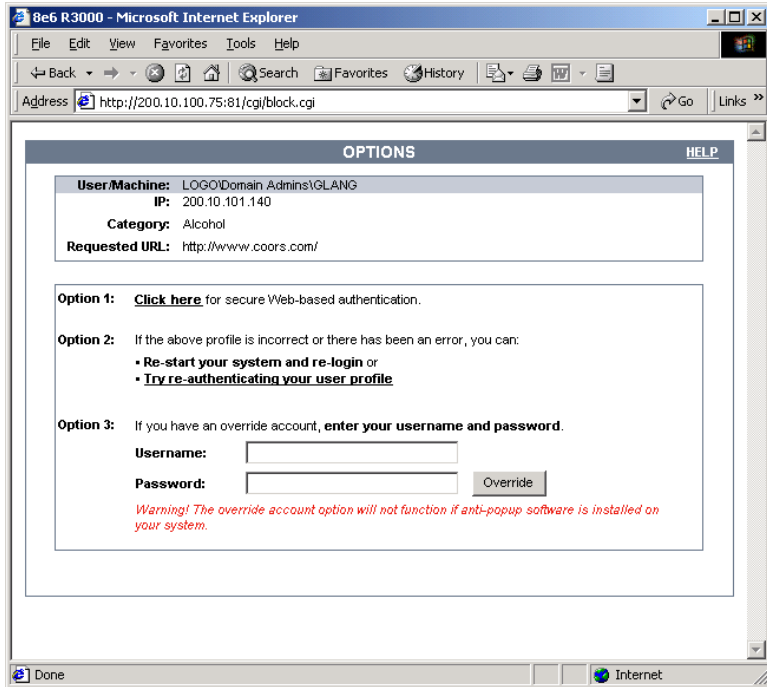 8e6 R3000 - Microsoft Internet Explorer
File Edit View Favorites Tools Help
Back Search Favorites History
Address http://200.10.100.75:81/cgi/block.cgi Go Links »
OPTIONS HELP
User/Machine: LOGO\Domain Admins\GLANG
IP: 200.10.101.140
Category: Alcohol
Requested URL: http://www.coors.com/
Option 1: Click here for secure Web-based authentication.
Option 2: If the above profile is incorrect or there has been an error, you can:
▪ Re-start your system and re-login or
▪ Try re-authenticating your user profile
Option 3: If you have an override account, enter your username and password.
Username:
Password: Override
Warning! The override account option will not function if anti-popup software is installed on
your system.
Done Internet